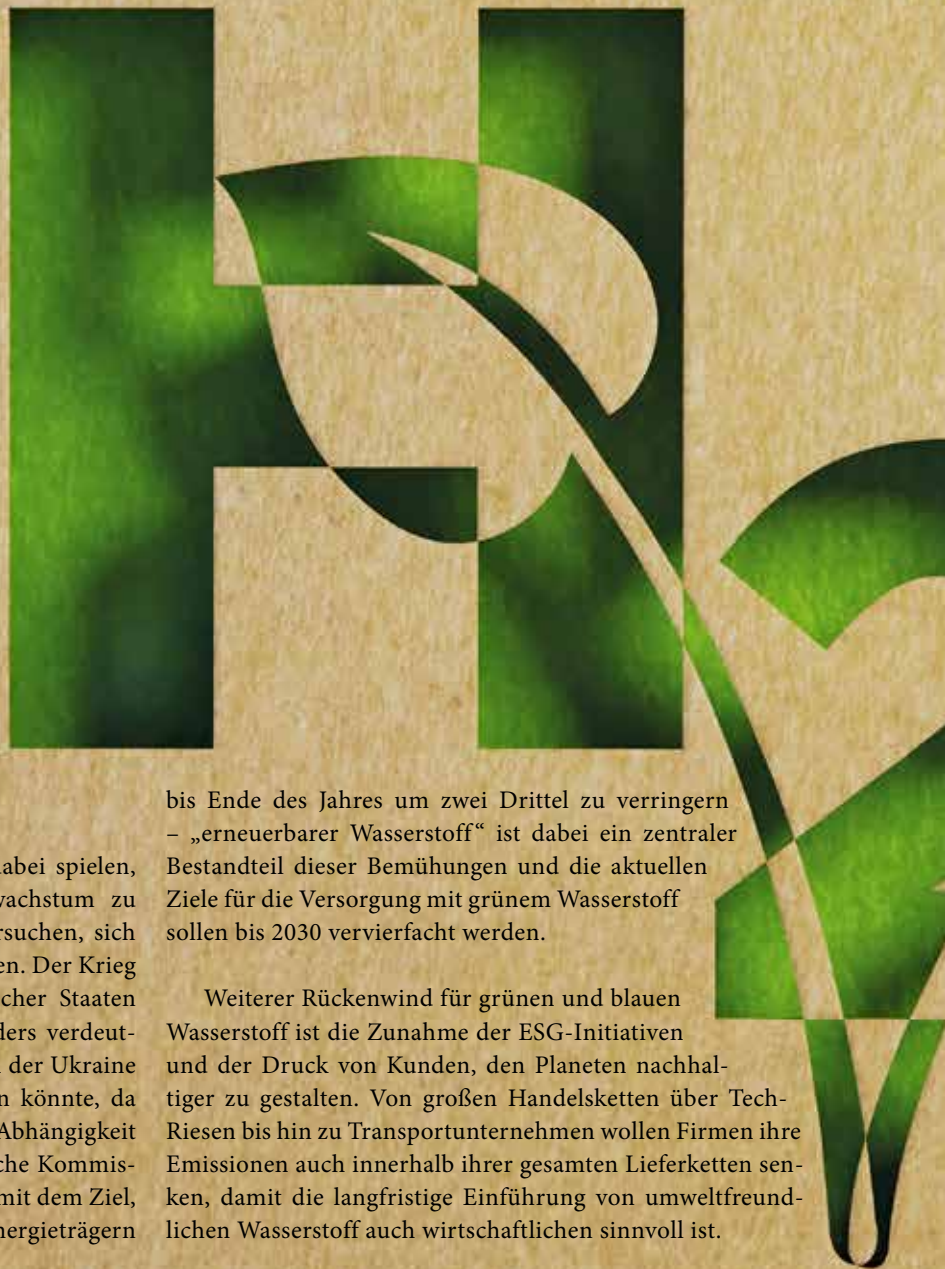 H
2
dabei spielen,
wachstum zu
rsuchen, sich
en. Der Krieg
cher Staaten
ders verdeut-
der Ukraine
n könnte, da
Abhängigkeit
che Kommis-
mit dem Ziel,
nergieträgern
bis Ende des Jahres um zwei Drittel zu verringern
– „erneuerbarer Wasserstoff“ ist dabei ein zentraler
Bestandteil dieser Bemühungen und die aktuellen
Ziele für die Versorgung mit grünem Wasserstoff
sollen bis 2030 vervierfacht werden.
Weiterer Rückenwind für grünen und blauen
Wasserstoff ist die Zunahme der ESG-Initiativen
und der Druck von Kunden, den Planeten nachhal-
tiger zu gestalten. Von großen Handelsketten über Tech-
Riesen bis hin zu Transportunternehmen wollen Firmen ihre
Emissionen auch innerhalb ihrer gesamten Lieferketten sen-
ken, damit die langfristige Einführung von umweltfreund-
lichen Wasserstoff auch wirtschaftlichen sinnvoll ist.